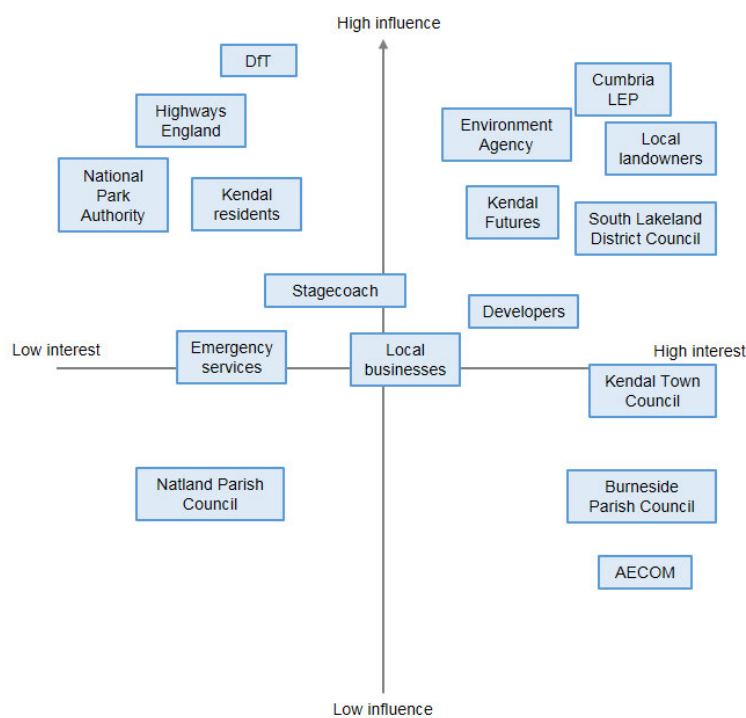 High influence
DfT
Cumbria
LEP
Highways
England
Environment
Agency
Local
landowners
National
Park
Authority
Kendal
residents
Kendal
Futures
South Lakeland
District Council
Stagecoach
Developers
Low interest
Emergency
services
Local
businesses
High interest
Kendal Town
Council
Natland Parish
Council
Burneside
Parish Council
AECOM
Low influence